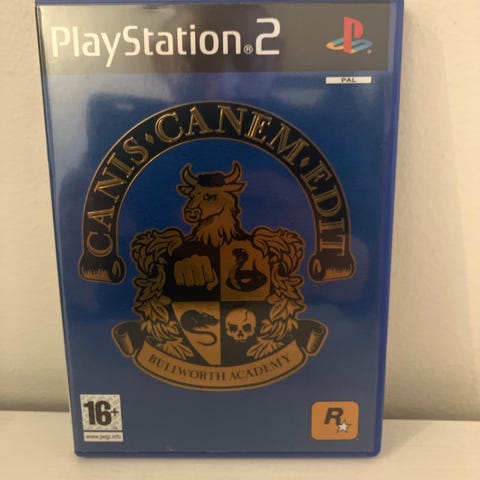 PlayStation®2
PAL
CANIS·CANEM·EDIT
BULLWORTH ACADEMY
16+
www.pegi.info
R★